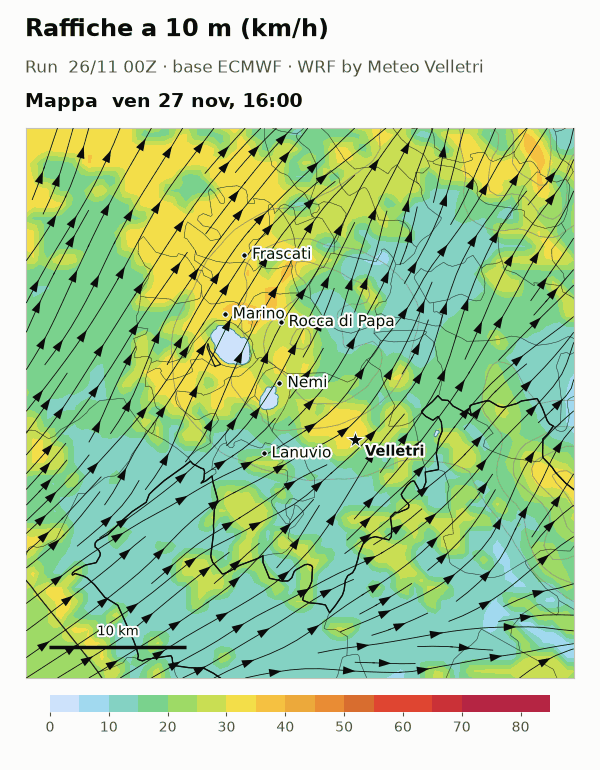 Raffiche a 10 m (km/h)
Run  26/11 00Z · base ECMWF · WRF by Meteo Velletri
Mappa  ven 27 nov, 16:00
Frascati
Marino
Rocca di Papa
Nemi
Velletri
Lanuvio
10 km
0 10 20 30 40 50 60 70 80